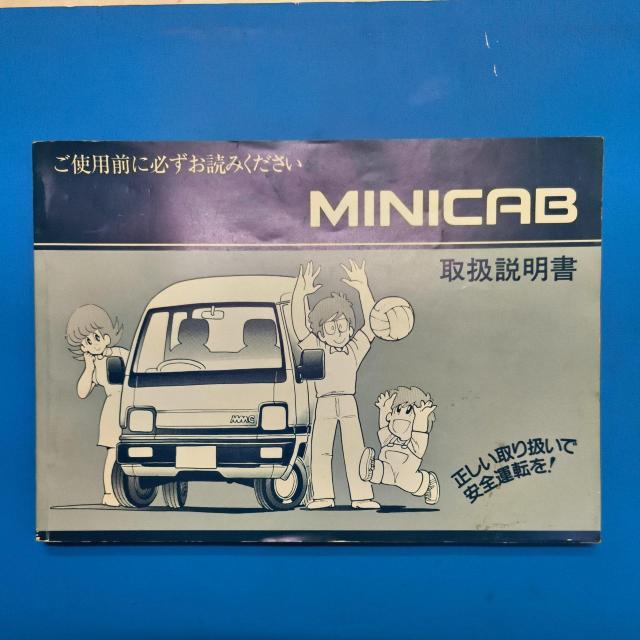 ご使用前に必ずお読みください
MINICAB
取扱説明書
MMC
正しい取り扱いで
安全運転を!